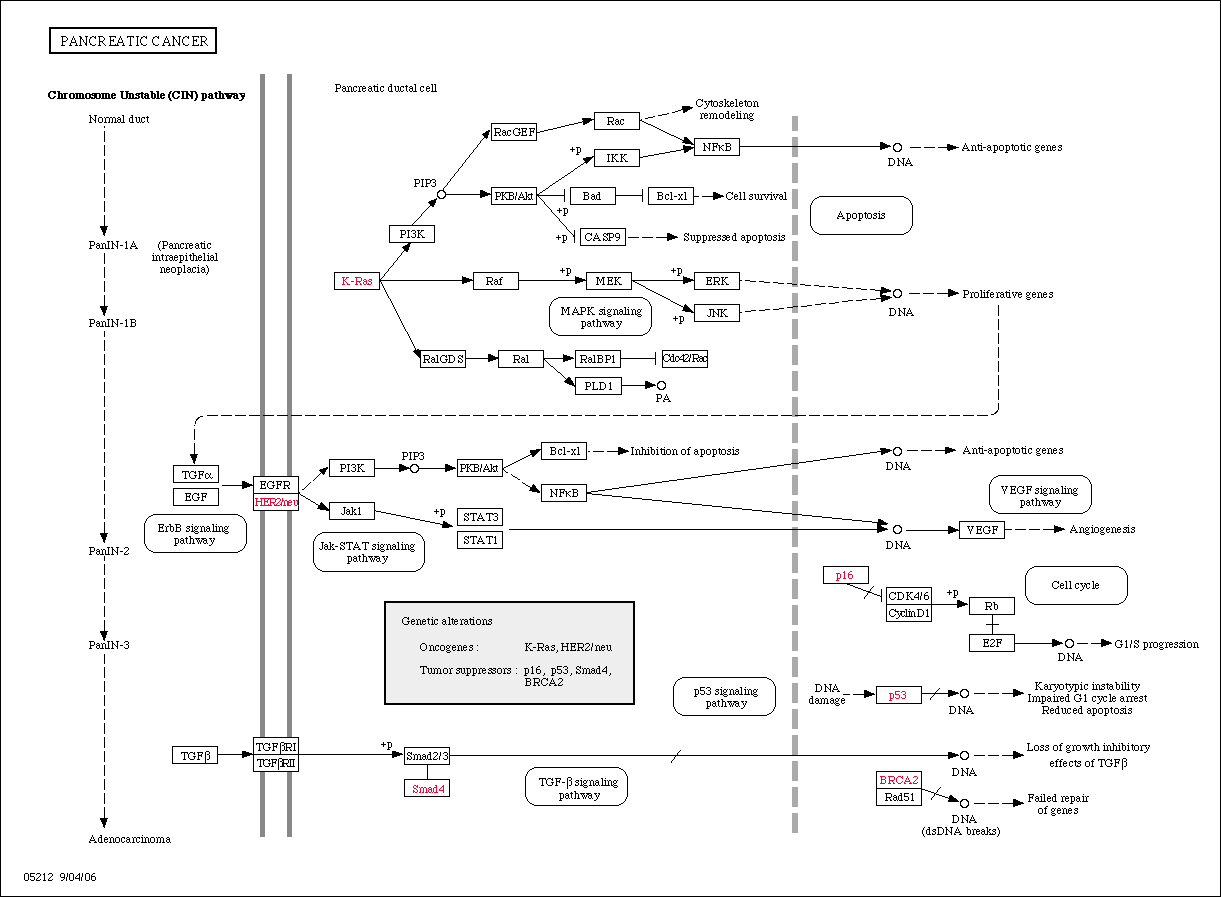 PANCREATIC CANCER
Chromosome Unstable (CIN) pathway
Pancreatic ductal cell
Normal duct
PanIN-1A
(Pancreatic
intraepithelial
neoplacia)
PanIN-1B
PanIN-2
PanIN-3
Adenocarcinoma
RacGEF
Rac
Cytoskeleton
remodeling
+p
IKK
NFκB
DNA
Anti-apoptotic genes
PIP3
PKB/Akt
Bad
Bcl-xl
Cell survival
Apoptosis
+p
PI3K
+p
CASP9
Suppressed apoptosis
K-Ras
Raf
+p
MEK
+p
ERK
DNA
Proliferative genes
MAPK signaling
pathway
+p
JNK
RalGDS
Ral
RalBP1
Cdc42/Rac
PLD1
PA
TGFα
EGF
EGFR
HER2/neu
ErbB signaling
pathway
PI3K
PIP3
PKB/Akt
Bcl-xl
Inhibition of apoptosis
NFκB
DNA
Anti-apoptotic genes
VEGF signaling
pathway
Jak1
+p
STAT3
STAT1
Jak-STAT signaling
pathway
DNA
VEGF
Angiogenesis
p16
CDK4/6
CyclinD1
+p
Rb
Cell cycle
E2F
DNA
G1/S progression
Genetic alterations
Oncogenes : K-Ras, HER2/neu
Tumor suppressors : p16, p53, Smad4,
BRCA2
p53 signaling
pathway
DNA
damage
p53
DNA
Karyotypic instability
Impaired G1 cycle arrest
Reduced apoptosis
TGFβ
TGFβRI
TGFβRII
+p
Smad2/3
Smad4
TGF-β signaling
pathway
DNA
Loss of growth inhibitory
effects of TGFβ
BRCA2
Rad51
DNA
(dsDNA breaks)
Failed repair
of genes
05212 9/04/06